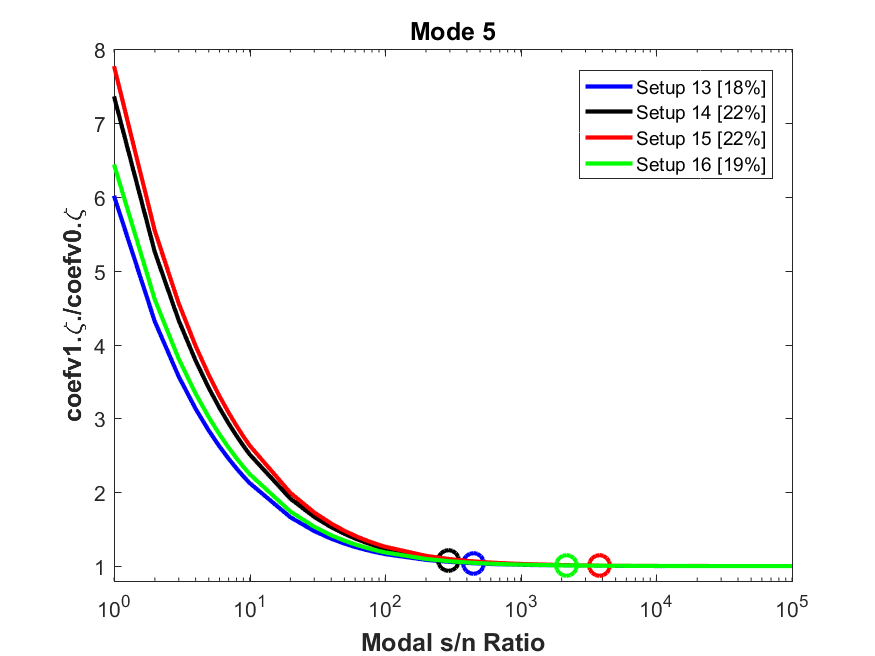 Mode 5
8
7
6
5
4
3
2
1
coefv1.ζ./coefv0.ζ
Setup 13 [18%]
Setup 14 [22%]
Setup 15 [22%]
Setup 16 [19%]
10^0 10^1 10^2 10^3 10^4 10^5
Modal s/n Ratio